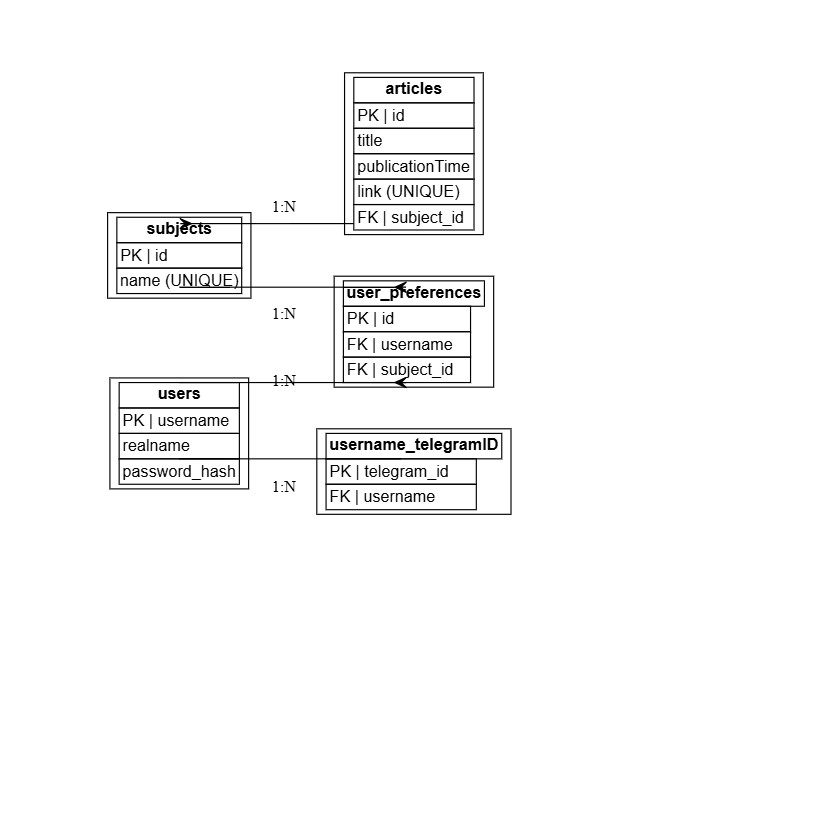 articles
PK | id
title
publicationTime
link (UNIQUE)
FK | subject_id
1:N
subjects
PK | id
name (UNIQUE)
1:N
user_preferences
PK | id
FK | username
FK | subject_id
1:N
users
PK | username
realname
password_hash
1:N
username_telegramID
PK | telegram_id
FK | username